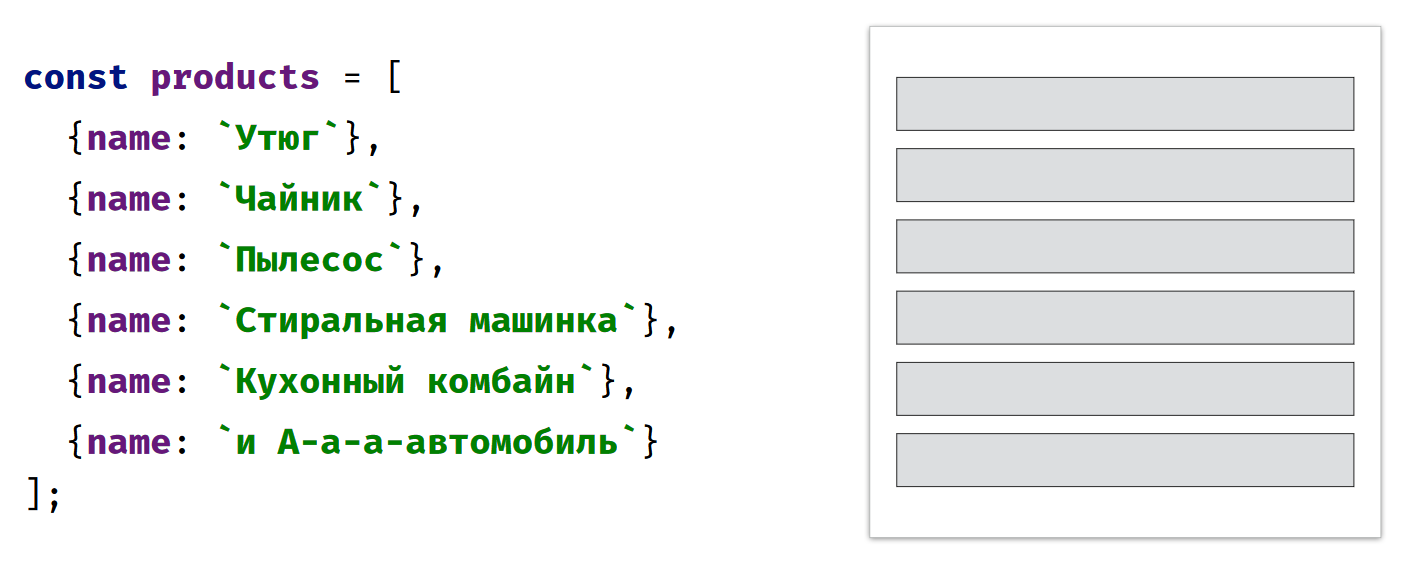 const products = [
  {name: `Утюг`},
  {name: `Чайник`},
  {name: `Пылесос`},
  {name: `Стиральная машинка`},
  {name: `Кухонный комбайн`},
  {name: `и А-а-а-автомобиль`}
];